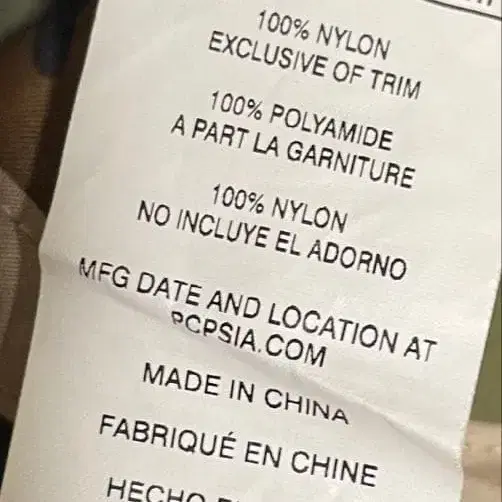 100% NYLON
EXCLUSIVE OF TRIM
100% POLYAMIDE
A PART LA GARNITURE
100% NYLON
NO INCLUYE EL ADORNO
MFG DATE AND LOCATION AT
PCPSIA.COM
MADE IN CHINA
FABRIQUÉ EN CHINE
HECHO